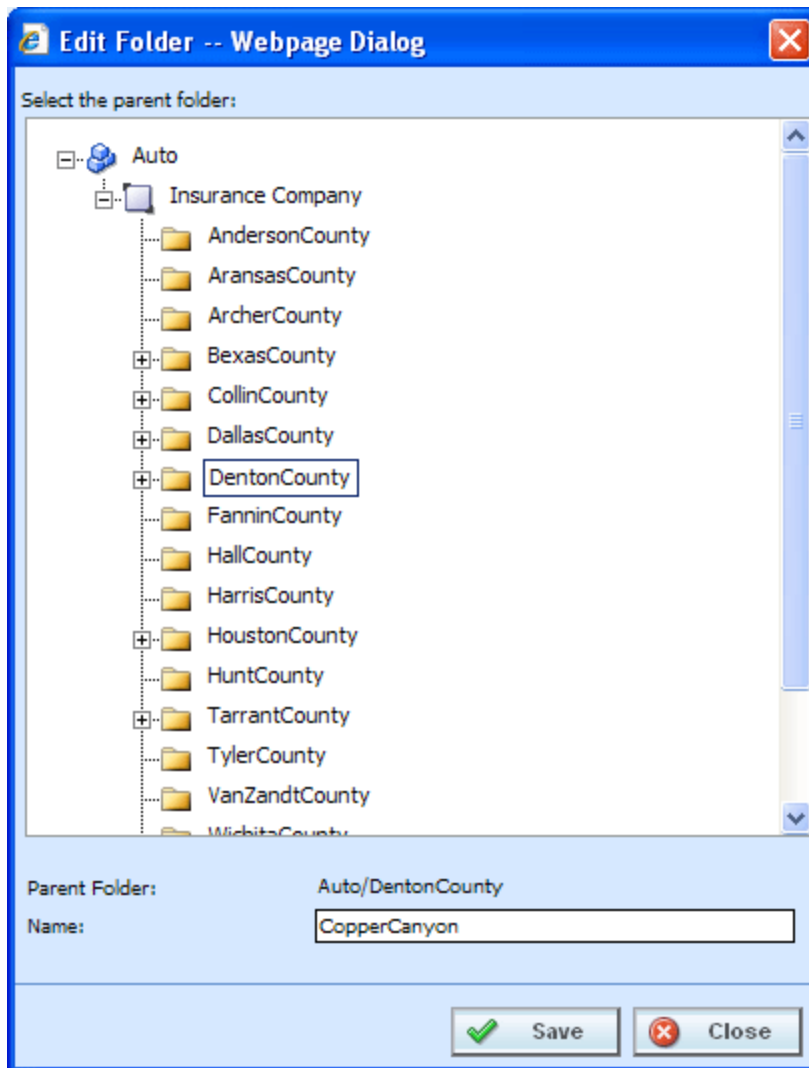 Edit Folder -- Webpage Dialog
Select the parent folder:
Auto
Insurance Company
AndersonCounty
AransasCounty
ArcherCounty
BexasCounty
CollinCounty
DallasCounty
DentonCounty
FanninCounty
HallCounty
HarrisCounty
HoustonCounty
HuntCounty
TarrantCounty
TylerCounty
VanZandtCounty
WichitaCounty
Parent Folder: Auto/DentonCounty
Name: CopperCanyon
Save Close